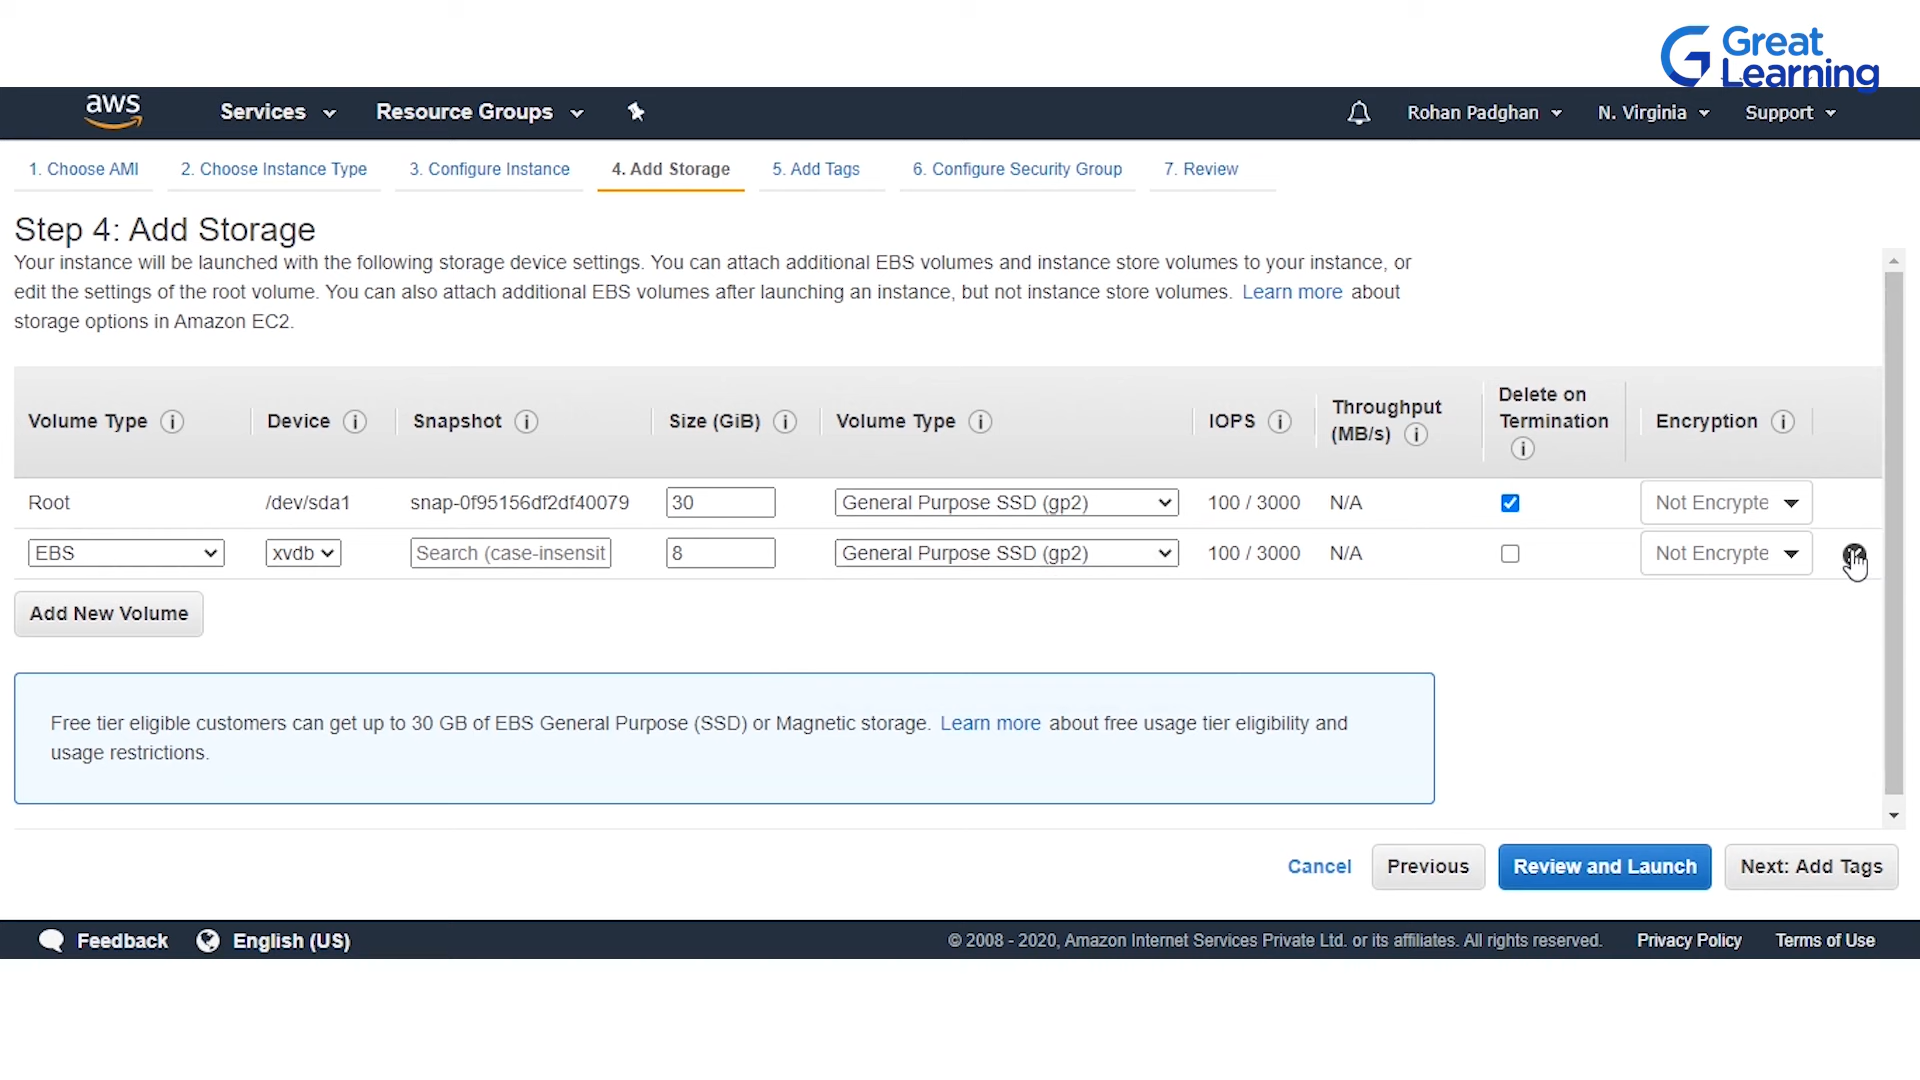 Great
Learning
aws Services Resource Groups Rohan Padghan N. Virginia Support
1. Choose AMI 2. Choose Instance Type 3. Configure Instance 4. Add Storage 5. Add Tags 6. Configure Security Group 7. Review
Step 4: Add Storage
Your instance will be launched with the following storage device settings. You can attach additional EBS volumes and instance store volumes to your instance, or
edit the settings of the root volume. You can also attach additional EBS volumes after launching an instance, but not instance store volumes. Learn more about
storage options in Amazon EC2.
Volume Type Device Snapshot Size (GiB) Volume Type IOPS Throughput (MB/s) Delete on Termination Encryption
Root /dev/sda1 snap-0f95156df2df40079 30 General Purpose SSD (gp2) 100 / 3000 N/A Not Encrypte
EBS xvdb Search (case-insensit 8 General Purpose SSD (gp2) 100 / 3000 N/A Not Encrypte
Add New Volume
Free tier eligible customers can get up to 30 GB of EBS General Purpose (SSD) or Magnetic storage. Learn more about free usage tier eligibility and
usage restrictions.
Cancel Previous Review and Launch Next: Add Tags
Feedback English (US) © 2008 - 2020, Amazon Internet Services Private Ltd. or its affiliates. All rights reserved. Privacy Policy Terms of Use